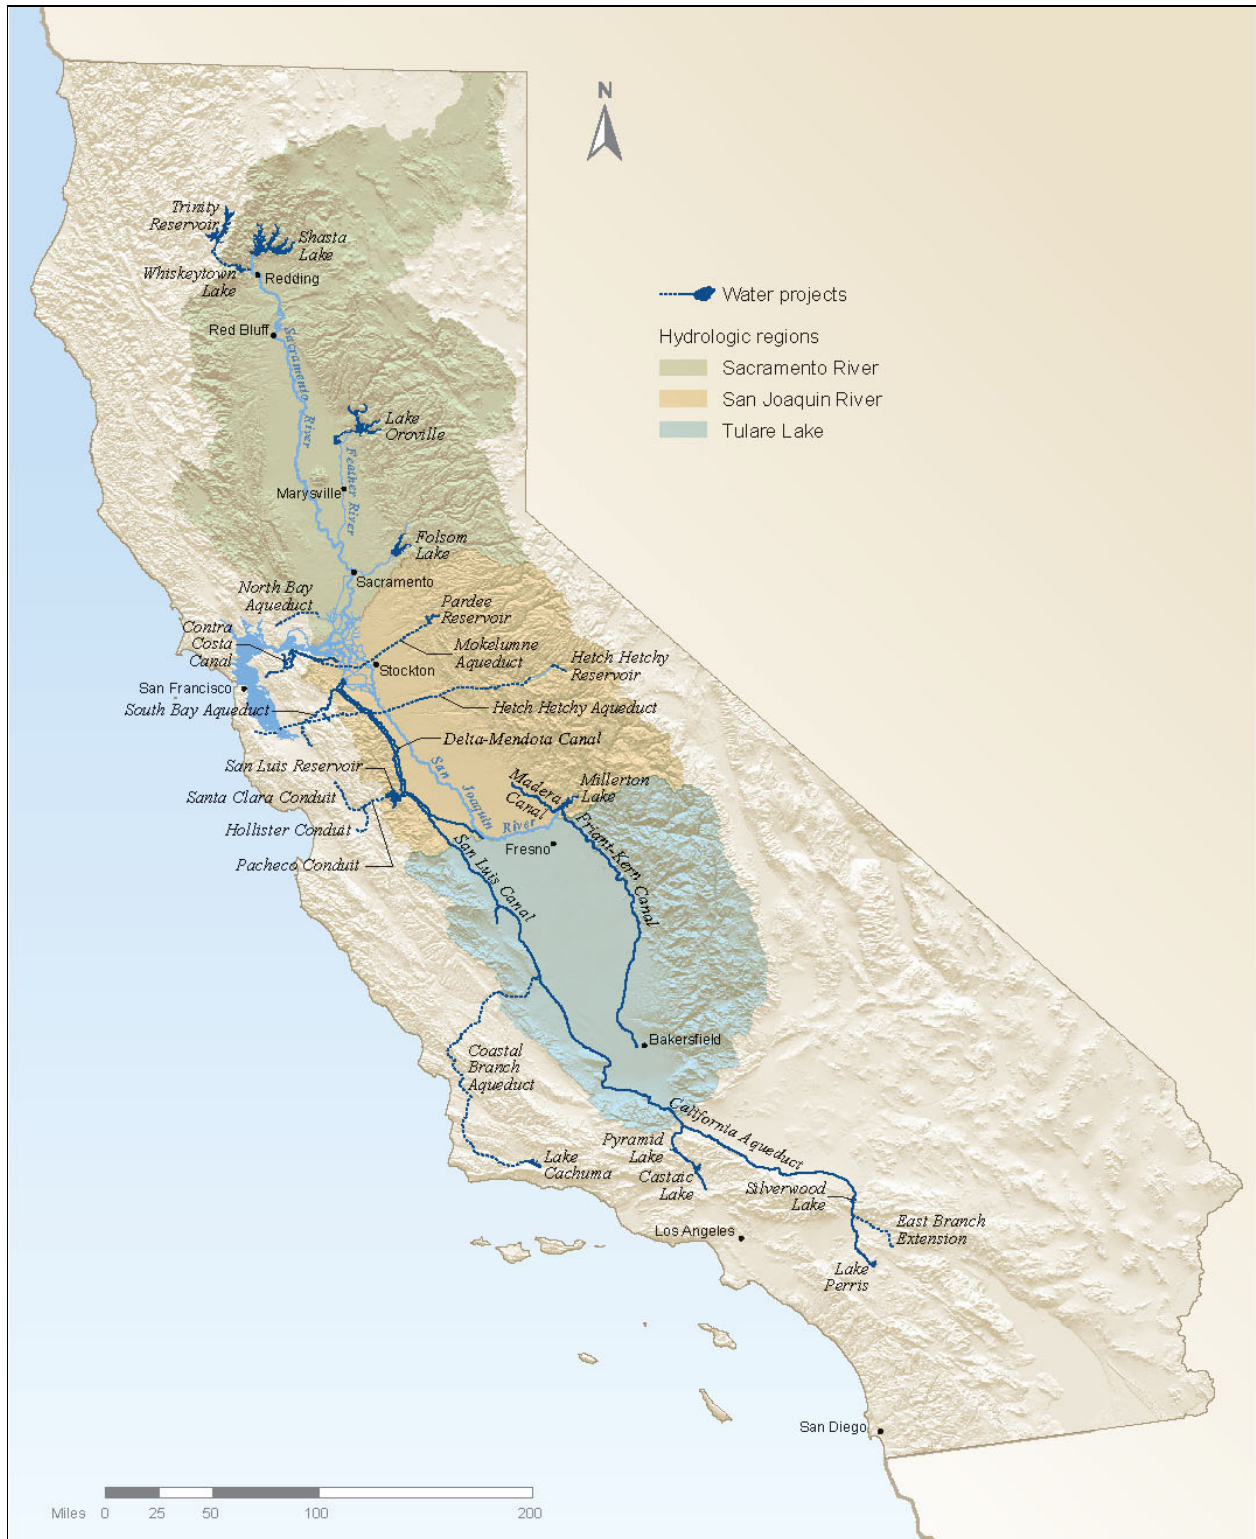 N
Trinity
Reservoir
Shasta
Lake
Whiskeytown
Lake
Redding
Red Bluff
Sacramento River
Water projects
Hydrologic regions
Sacramento River
San Joaquin River
Tulare Lake
Lake
Oroville
Feather River
Marysville
Folsom
Lake
Sacramento
North Bay
Aqueduct
Pardee
Reservoir
Contra
Costa
Canal
Mokelumne
Aqueduct
Stockton
Hetch Hetchy
Reservoir
San Francisco
South Bay Aqueduct
Hetch Hetchy Aqueduct
Delta-Mendota Canal
San Luis Reservoir
San Joaquin River
Madera
Canal
Millerton
Lake
Santa Clara Conduit
Hollister Conduit
Pacheco Conduit
San Luis Canal
Fresno
Friant-Kern Canal
Bakersfield
Coastal
Branch
Aqueduct
Lake
Cachuma
California Aqueduct
Pyramid
Lake
Castaic
Lake
Silverwood
Lake
East Branch
Extension
Los Angeles
Lake
Perris
San Diego
Miles 0 25 50 100 200